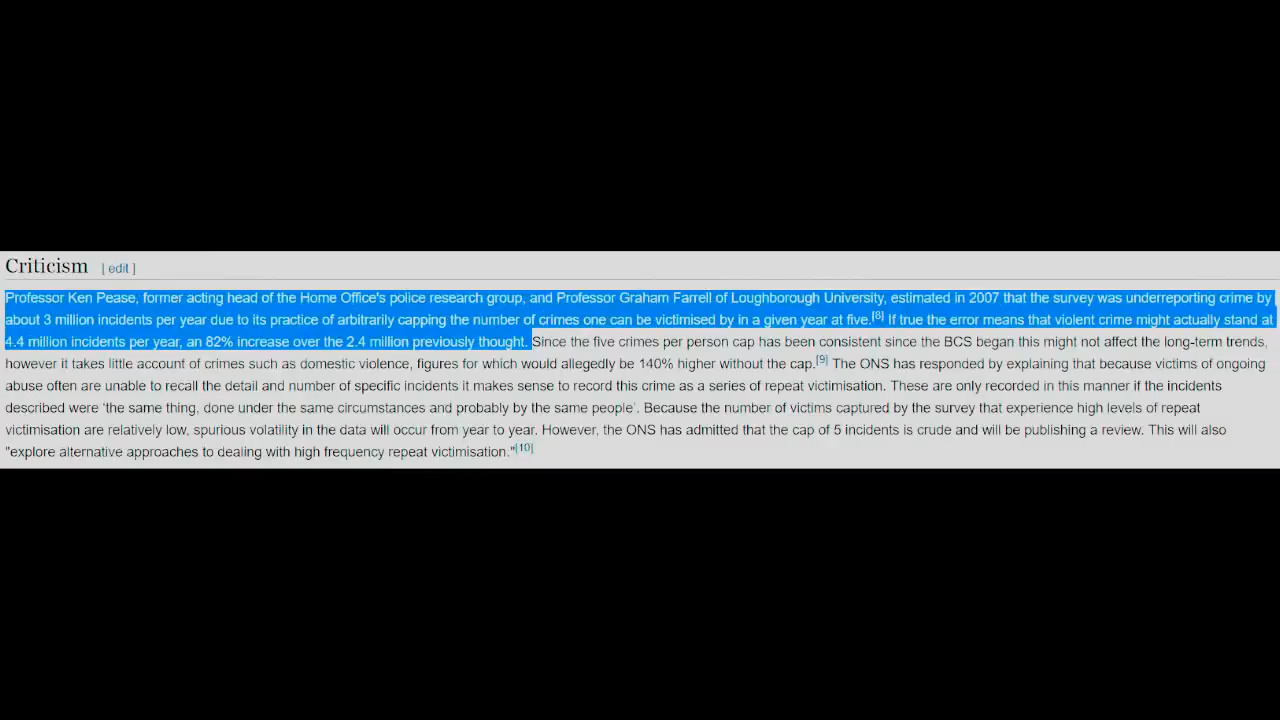 Criticism [ edit ]
Professor Ken Pease, former acting head of the Home Office's police research group, and Professor Graham Farrell of Loughborough University, estimated in 2007 that the survey was underreporting crime by
about 3 million incidents per year due to its practice of arbitrarily capping the number of crimes one can be victimised by in a given year at five.[8] If true the error means that violent crime might actually stand at
4.4 million incidents per year, an 82% increase over the 2.4 million previously thought. Since the five crimes per person cap has been consistent since the BCS began this might not affect the long-term trends,
however it takes little account of crimes such as domestic violence, figures for which would allegedly be 140% higher without the cap.[9] The ONS has responded by explaining that because victims of ongoing
abuse often are unable to recall the detail and number of specific incidents it makes sense to record this crime as a series of repeat victimisation. These are only recorded in this manner if the incidents
described were 'the same thing, done under the same circumstances and probably by the same people'. Because the number of victims captured by the survey that experience high levels of repeat
victimisation are relatively low, spurious volatility in the data will occur from year to year. However, the ONS has admitted that the cap of 5 incidents is crude and will be publishing a review. This will also
"explore alternative approaches to dealing with high frequency repeat victimisation."[10]